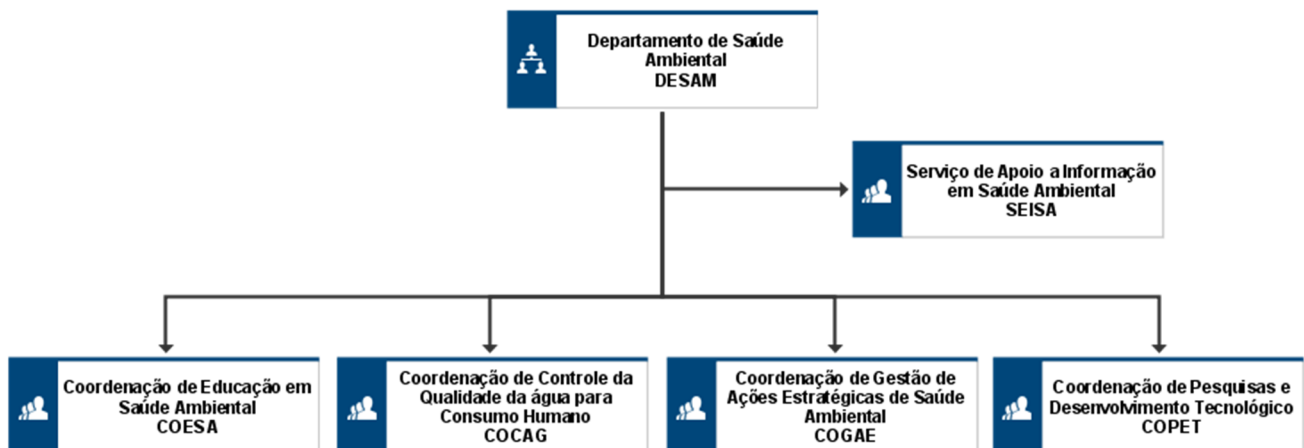 Departamento de Saúde
Ambiental
DESAM
Serviço de Apoio a Informação
em Saúde Ambiental
SEISA
Coordenação de Educação em
Saúde Ambiental
COESA
Coordenação de Controle da
Qualidade da água para
Consumo Humano
COCAG
Coordenação de Gestão de
Ações Estratégicas de Saúde
Ambiental
COGAE
Coordenação de Pesquisas e
Desenvolvimento Tecnológico
COPET